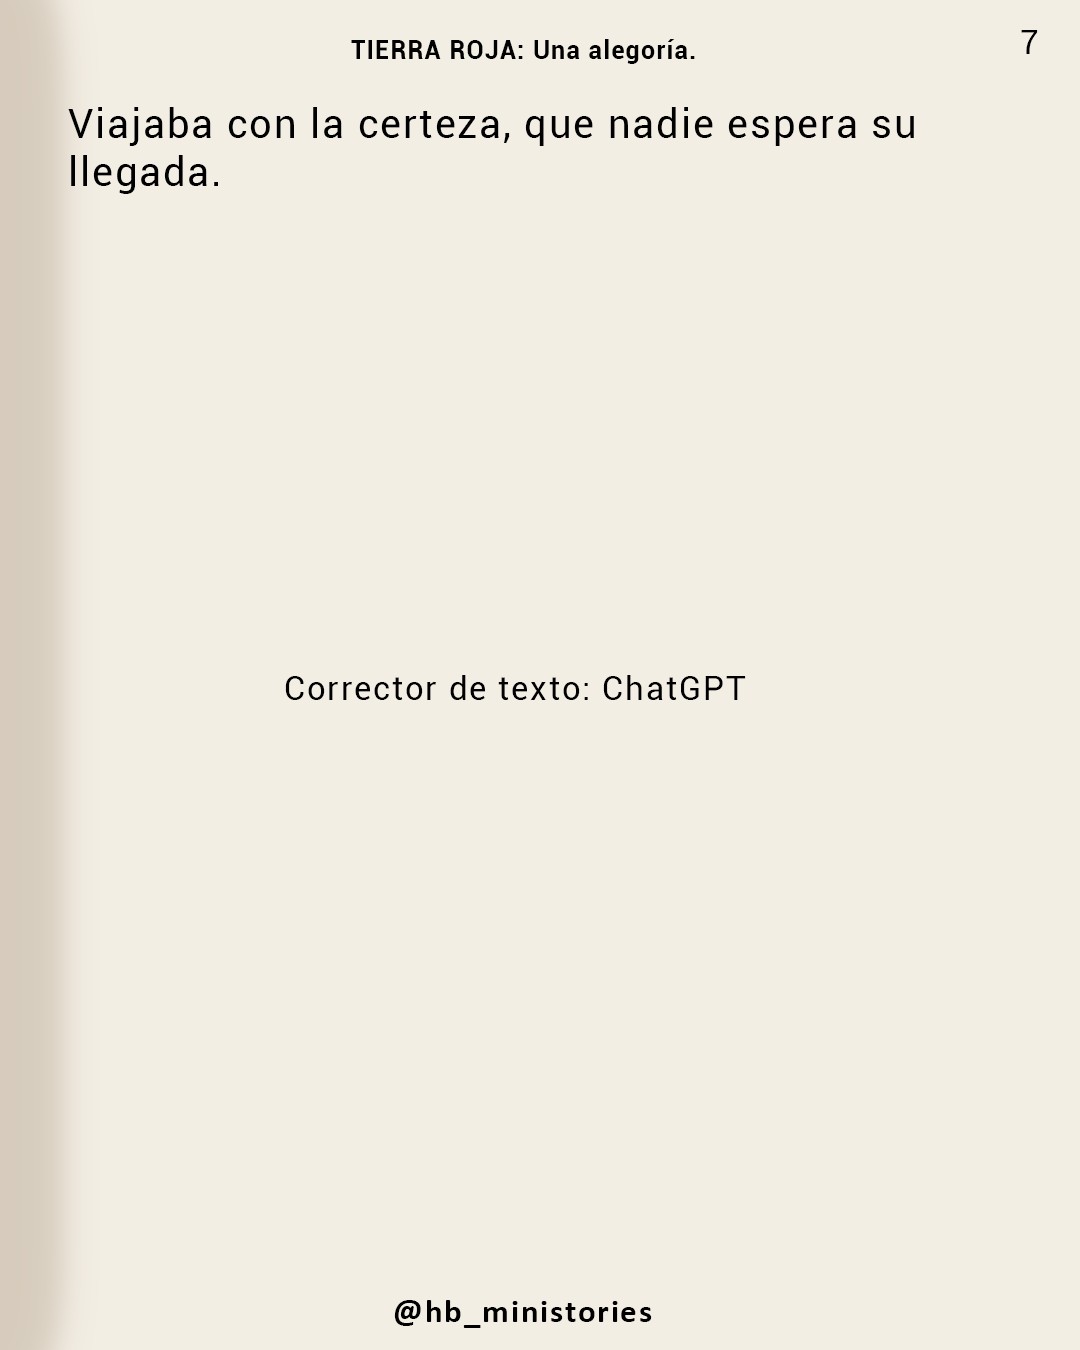 TIERRA ROJA: Una alegoría.
7
Viajaba con la certeza, que nadie espera su
llegada.
Corrector de texto: ChatGPT
@hb_ministories